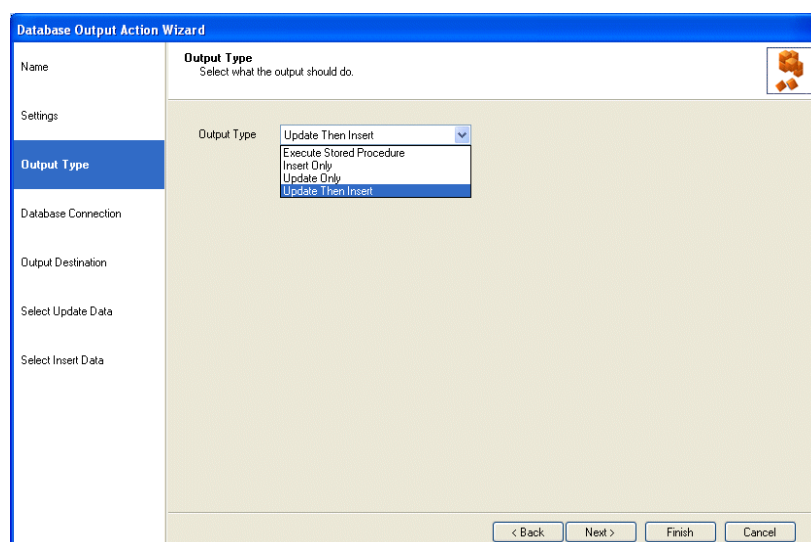 Database Output Action Wizard
Name
Settings
Output Type
Database Connection
Output Destination
Select Update Data
Select Insert Data
Output Type
Select what the output should do.
Output Type
Update Then Insert
Execute Stored Procedure
Insert Only
Update Only
Update Then Insert
< Back
Next >
Finish
Cancel